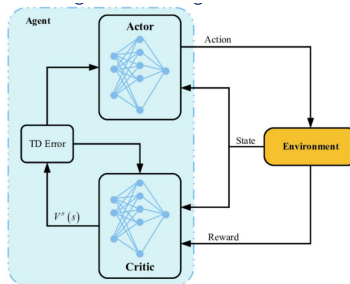 Agent
Actor
Action
TD Error
State
Environment
V^π (s)
Reward
Critic